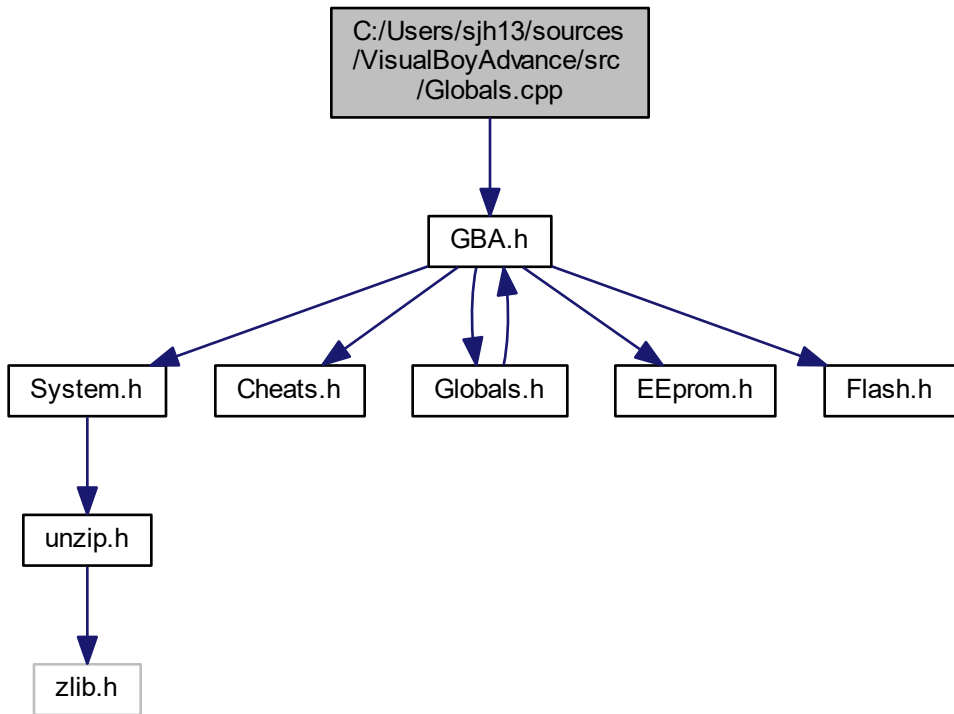 C:/Users/sjh13/sources
/VisualBoyAdvance/src
/Globals.cpp
GBA.h
System.h
Cheats.h
Globals.h
EEprom.h
Flash.h
unzip.h
zlib.h